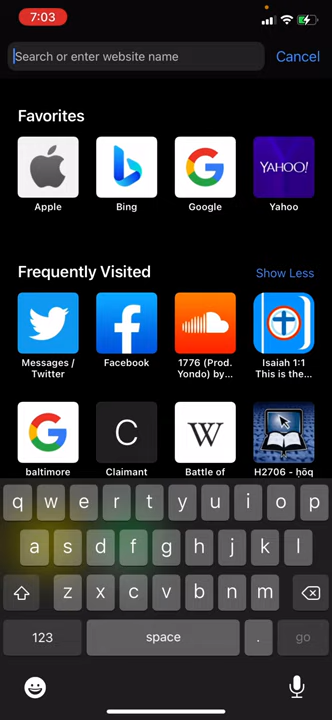 7:03
Search or enter website name
Cancel
Favorites
YAHOO!
Apple
Bing
Google
Yahoo
Frequently Visited
Show Less
Messages /
Twitter
Facebook
1776 (Prod.
Yondo) by...
Isaiah 1:1
This is the...
C
W
baltimore
Claimant
Battle of
H2706 - ḥōq
q w e r t y u i o p
a s d f g h j k l
z x c v b n m
123
space
.
go